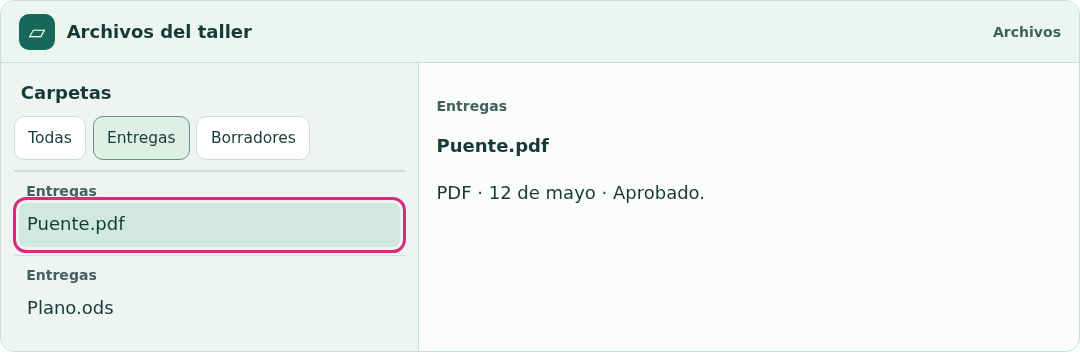 Archivos del taller
Archivos
Carpetas
Todas
Entregas
Borradores
Entregas
Puente.pdf
Entregas
Plano.ods
Entregas
Puente.pdf
PDF · 12 de mayo · Aprobado.